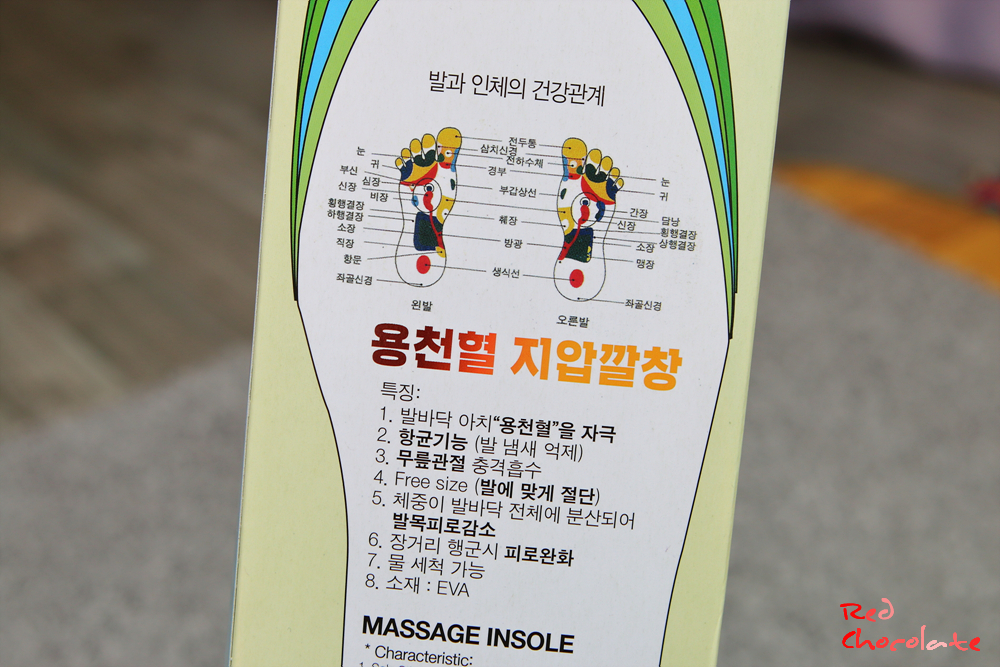 발과 인체의 건강관계
전두통
삼치신경
전하수체
경부
부갑상선
췌장
방광
생식선
눈
귀
부신
심장
신장
비장
횡행결장
하행결장
소장
직장
항문
좌골신경
왼발
눈
귀
간장
담낭
신장
횡행결장
상행결장
소장
맹장
좌골신경
오른발
용천혈 지압깔창
특징:
1. 발바닥 아치“용천혈”을 자극
2. 항균기능 (발 냄새 억제)
3. 무릎관절 충격흡수
4. Free size (발에 맞게 절단)
5. 체중이 발바닥 전체에 분산되어
발목피로감소
6. 장거리 행군시 피로완화
7. 물 세척 가능
8. 소재 : EVA
MASSAGE INSOLE
* Characteristic:
Red
Chocolate